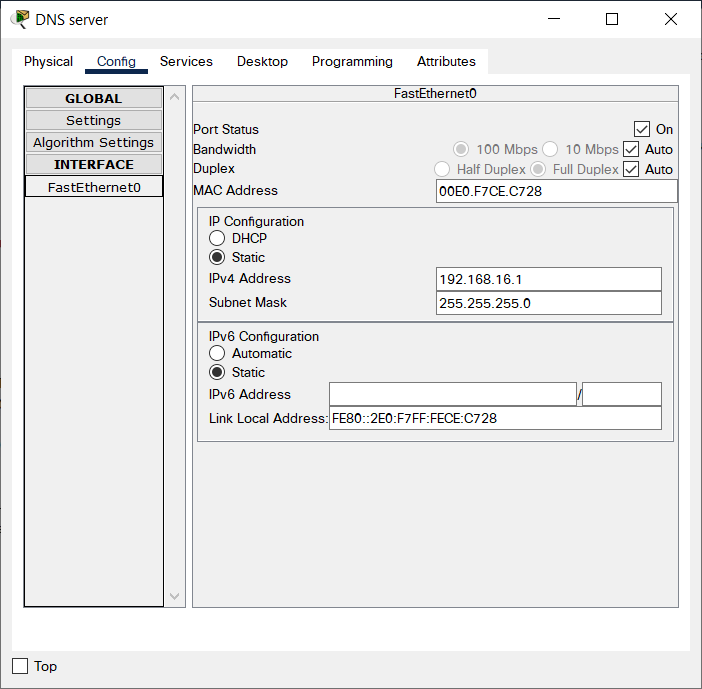 DNS server
Physical Config Services Desktop Programming Attributes
GLOBAL
Settings
Algorithm Settings
INTERFACE
FastEthernet0
FastEthernet0
Port Status On
Bandwidth 100 Mbps 10 Mbps Auto
Duplex Half Duplex Full Duplex Auto
MAC Address 00E0.F7CE.C728
IP Configuration
DHCP
Static
IPv4 Address 192.168.16.1
Subnet Mask 255.255.255.0
IPv6 Configuration
Automatic
Static
IPv6 Address /
Link Local Address: FE80::2E0:F7FF:FECE:C728
Top